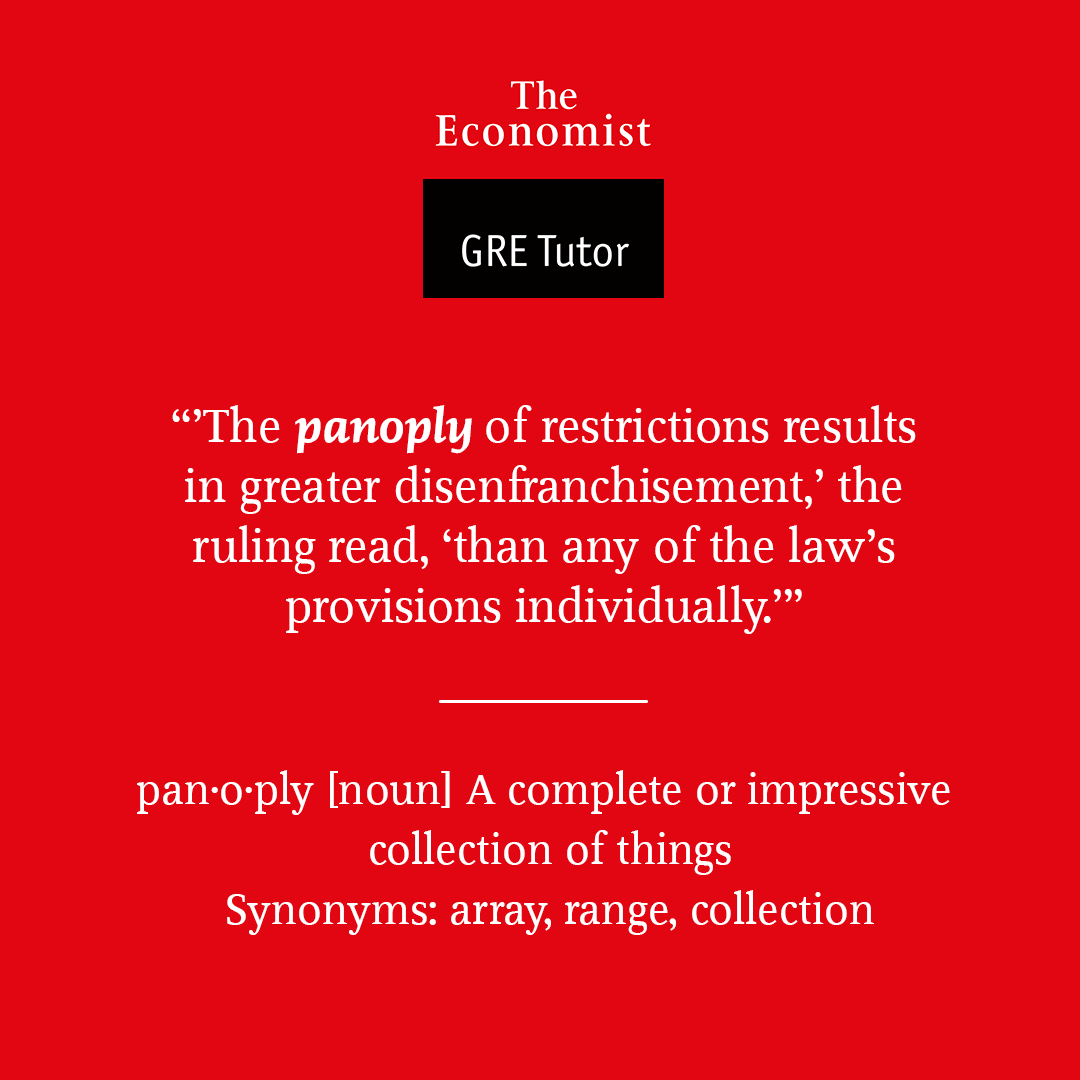 The
Economist
GRE Tutor
“’The panoply of restrictions results
in greater disenfranchisement,’ the
ruling read, ‘than any of the law’s
provisions individually.’”
pan·o·ply [noun] A complete or impressive
collection of things
Synonyms: array, range, collection